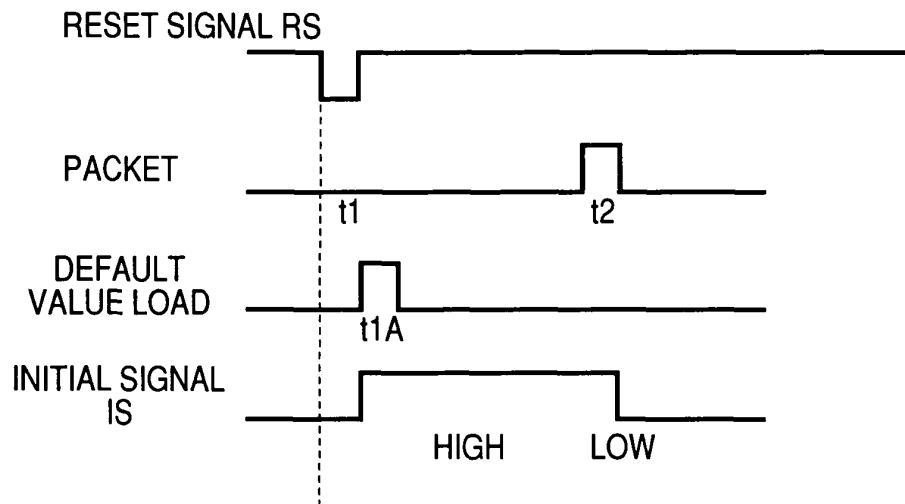 RESET SIGNAL RS
PACKET
t1
t2
DEFAULT
VALUE LOAD
t1A
INITIAL SIGNAL
IS
HIGH
LOW